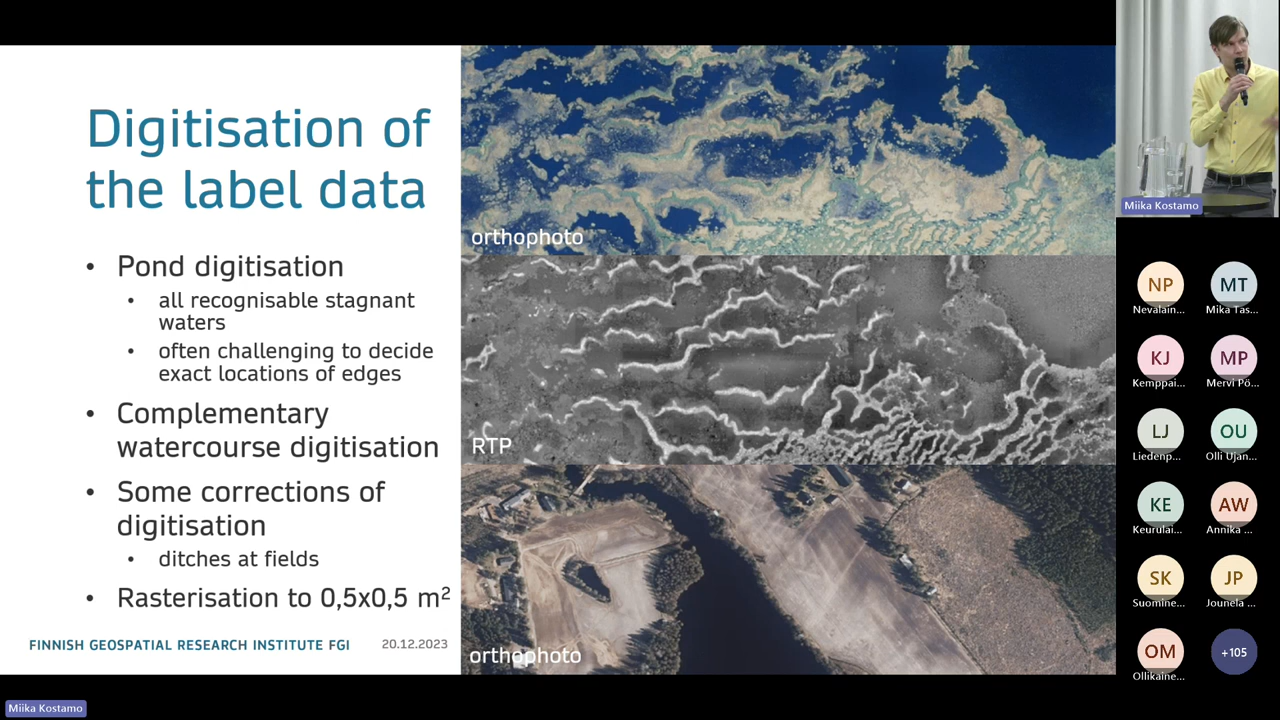 Digitisation of
the label data
• Pond digitisation
• all recognisable stagnant
waters
• often challenging to decide
exact locations of edges
• Complementary
watercourse digitisation
• Some corrections of
digitisation
• ditches at fields
• Rasterisation to 0,5x0,5 m²
FINNISH GEOSPATIAL RESEARCH INSTITUTE FGI
20.12.2023
orthophoto
RTP
orthophoto
Miika Kostamo
NP
Nevalain...
MT
Mika Tas...
KJ
Kemppai...
MP
Mervi Pö...
LJ
Liedenp...
OU
Olli Ujan...
KE
Keurulai...
AW
Annika ...
SK
Suomine...
JP
Jounela ...
OM
Ollikaine...
+105
Miika Kostamo